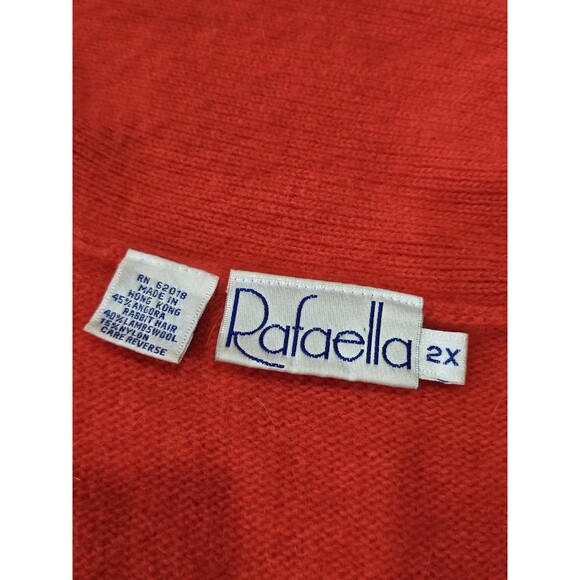 RN 62018
MADE IN
HONG KONG
45% ANGORA
RABBIT HAIR
40% LAMBSWOOL
15% NYLON
CARE REVERSE
Rafaella
2X